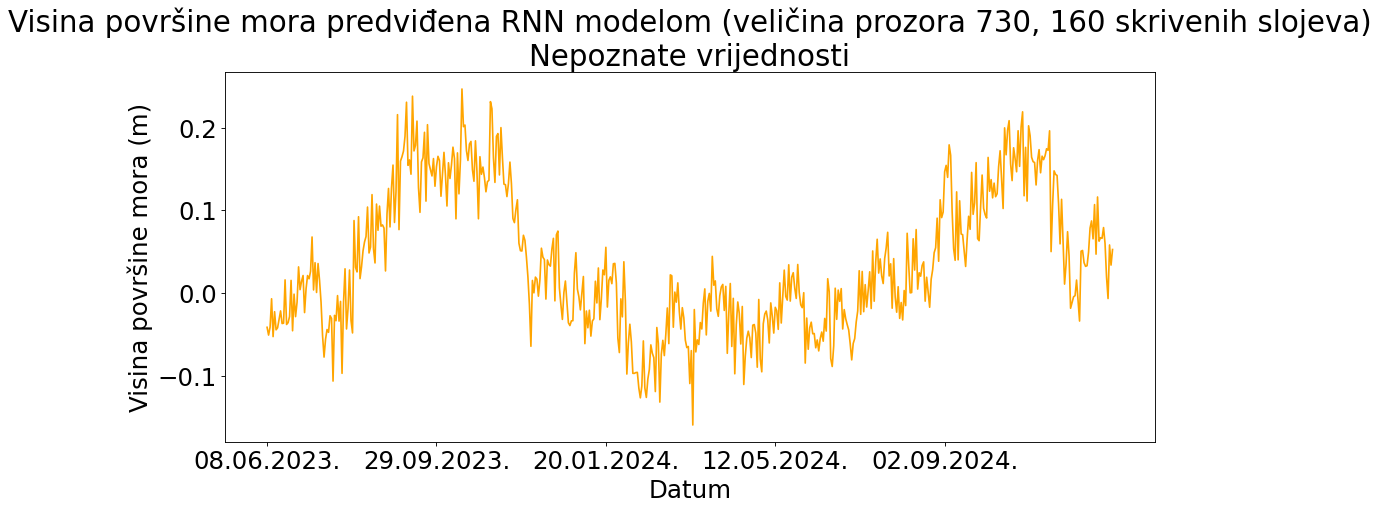 Visina površine mora predviđena RNN modelom (veličina prozora 730, 160 skrivenih slojeva)
Nepoznate vrijednosti
Visina površine mora (m)
0.2
0.1
0.0
−0.1
08.06.2023. 29.09.2023. 20.01.2024. 12.05.2024. 02.09.2024.
Datum